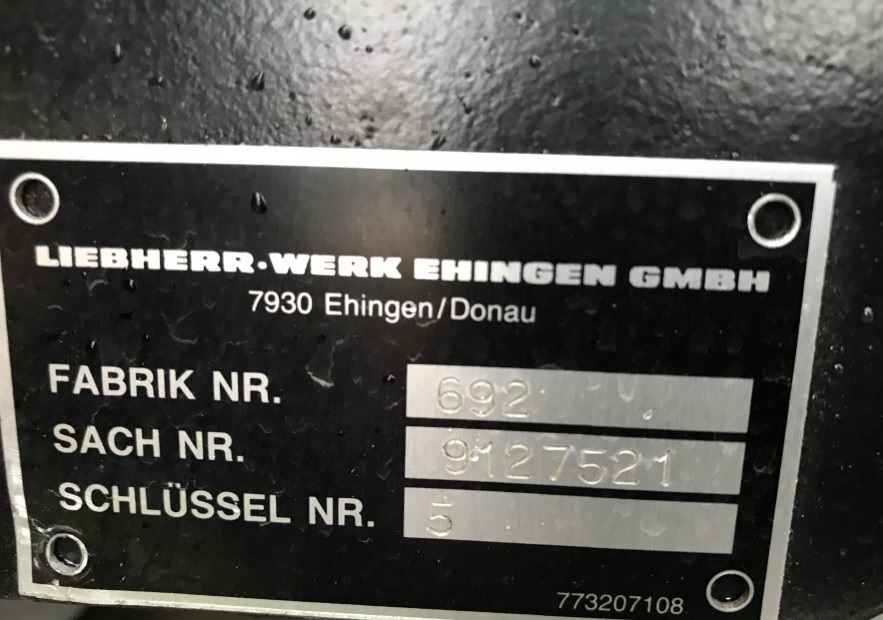 LIEBHERR-WERK EHINGEN GMBH
7930 Ehingen/Donau
FABRIK NR. 692
SACH NR. 9127521
SCHLÜSSEL NR. 5
773207108